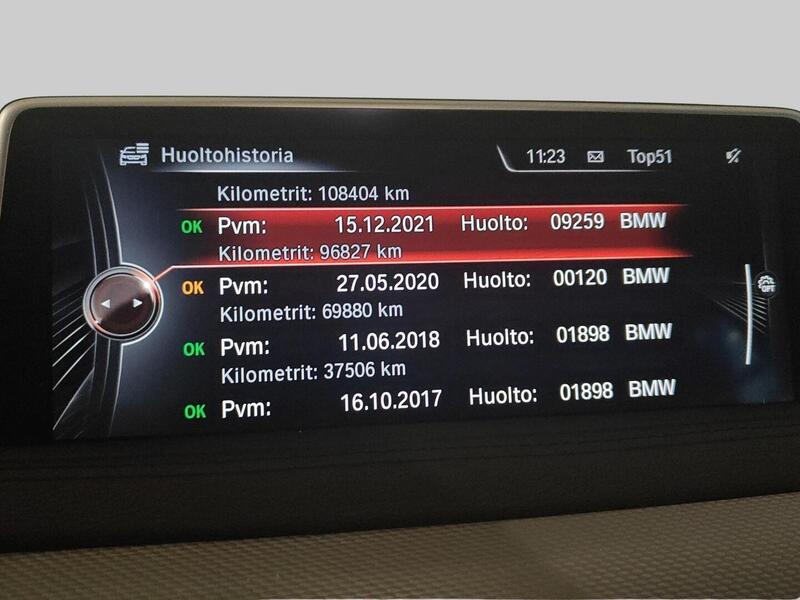 Huoltohistoria 11:23 Top51
Kilometrit: 108404 km
OK Pvm: 15.12.2021 Huolto: 09259 BMW
Kilometrit: 96827 km
OK Pvm: 27.05.2020 Huolto: 00120 BMW
Kilometrit: 69880 km
OK Pvm: 11.06.2018 Huolto: 01898 BMW
Kilometrit: 37506 km
OK Pvm: 16.10.2017 Huolto: 01898 BMW
OPT